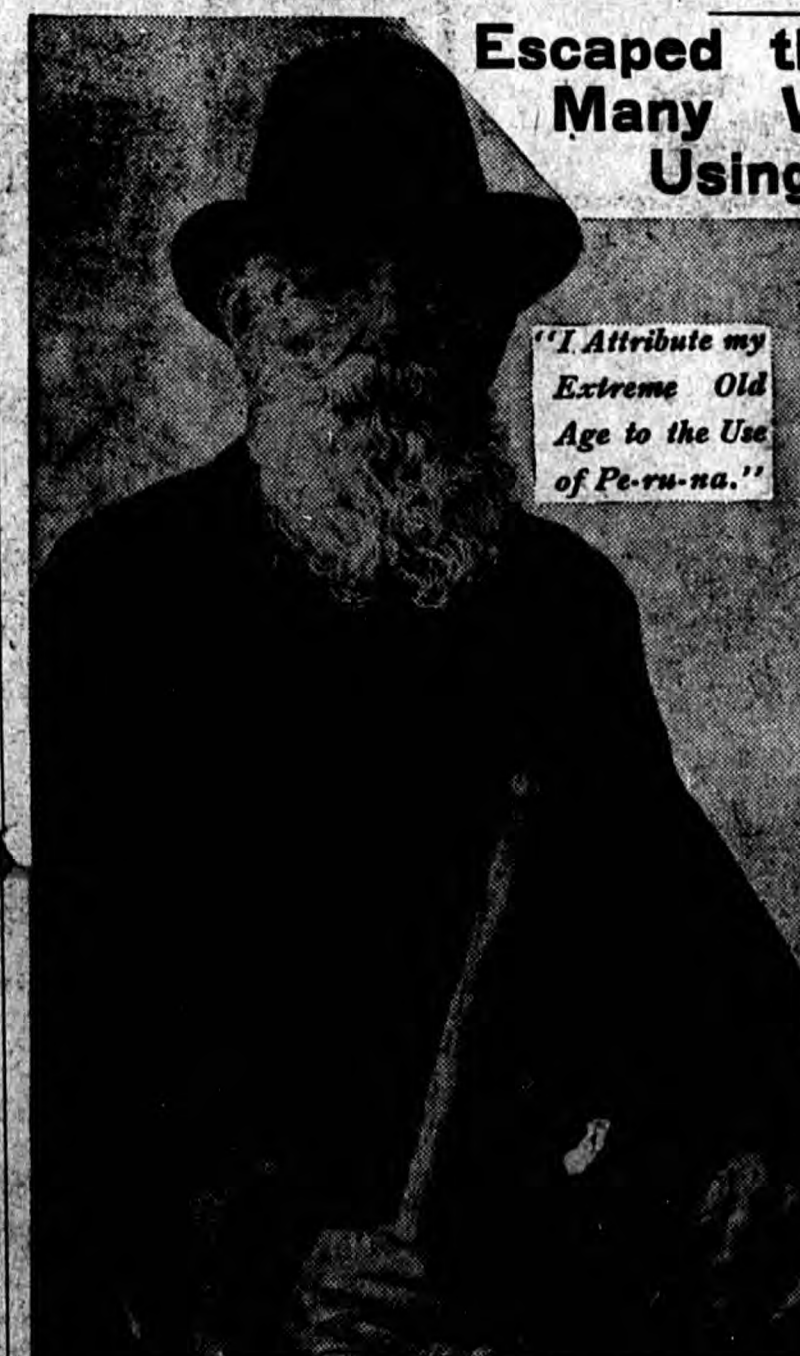 Escaped
Many
Using
"I Attribute my
Extreme Old
Age to the Use
of Pe-ru-na."